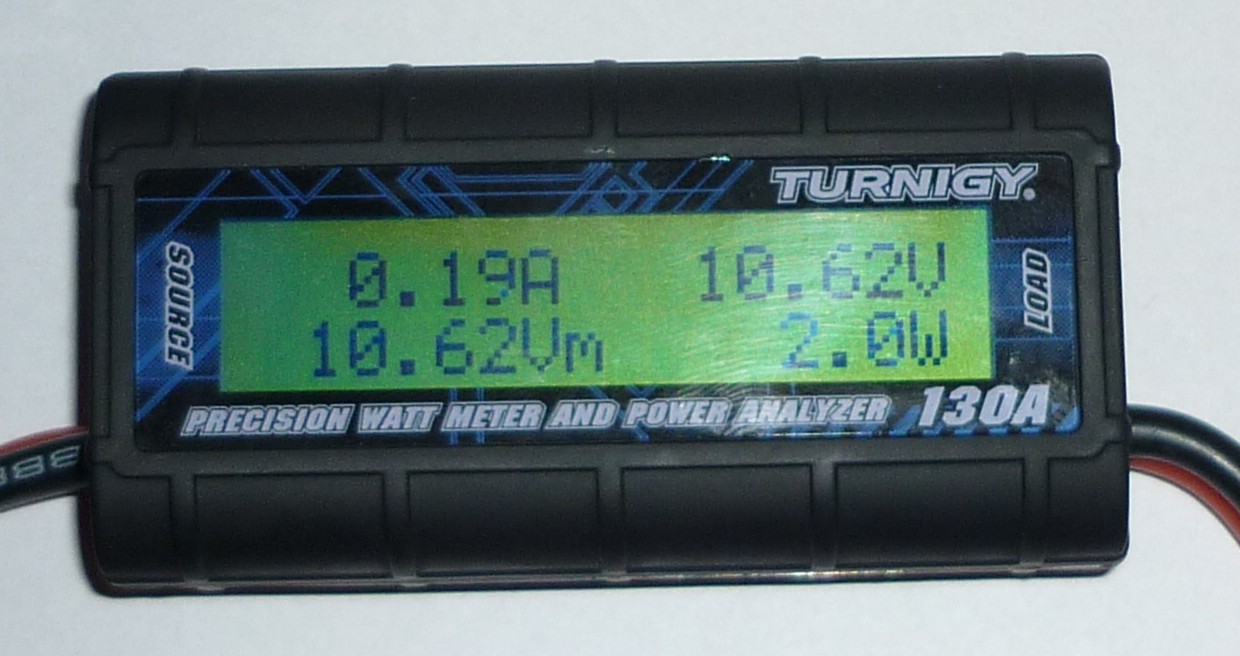 TURNIGY®
SOURCE
0.19A 10.62V
10.62Vm 2.0W
LOAD
PRECISION WATT METER AND POWER ANALYZER 130A